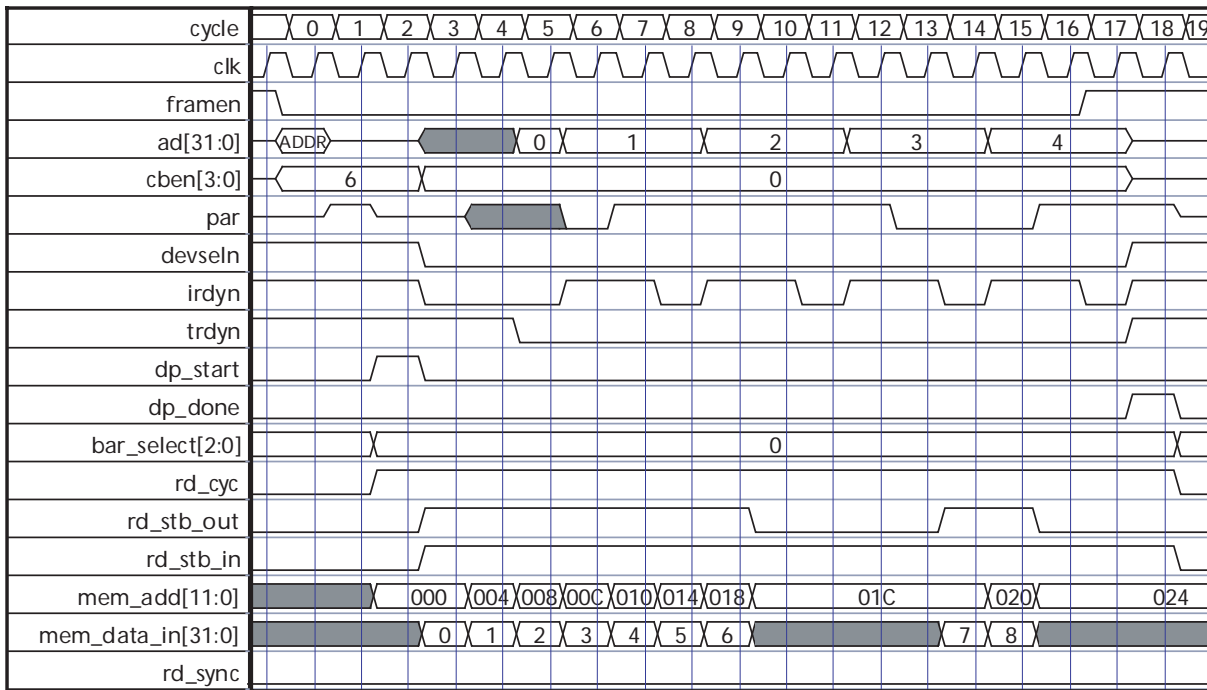 cycle 0 1 2 3 4 5 6 7 8 9 10 11 12 13 14 15 16 17 18 19
clk
framen
ad[31:0] ADDR 0 1 2 3 4
cben[3:0] 6 0
par
devseln
irdyn
trdyn
dp_start
dp_done
bar_select[2:0] 0
rd_cyc
rd_stb_out
rd_stb_in
mem_add[11:0] 000 004 008 00C 010 014 018 01C 020 024
mem_data_in[31:0] 0 1 2 3 4 5 6 7 8
rd_sync